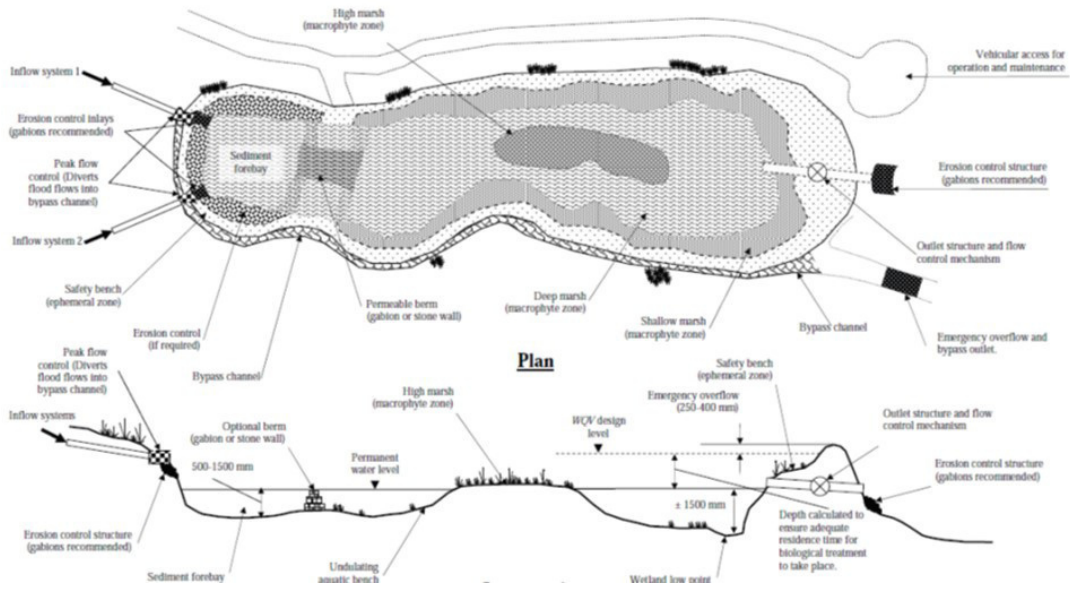 High marsh
(macrophyte zone)
Inflow system 1
Vehicular access for
operation and maintenance
Erosion control inlays
(gabions recommended)
Sediment
forebay
Peak flow
control (Diverts
flood flows into
bypass channel)
Erosion control structure
(gabions recommended)
Inflow system 2
Outlet structure and flow
control mechanism
Safety bench
(ephemeral zone)
Permeable berm
(gabion or stone wall)
Deep marsh
(macrophyte zone)
Shallow marsh
(macrophyte zone)
Bypass channel
Erosion control
(if required)
Emergency overflow and
bypass outlet.
Bypass channel
Plan
Peak flow
control (Diverts
flood flows into
bypass channel)
High marsh
(macrophyte zone)
Safety bench
(ephemeral zone)
Emergency overflow
(250-400 mm)
Inflow systems
Optional berm
(gabion or stone wall)
WQV design
level
Outlet structure and flow
control mechanism
500-1500 mm
Permanent
water level
Erosion control structure
(gabions recommended)
± 1500 mm
Depth calculated to
ensure adequate
residence time for
biological treatment
to take place.
Erosion control structure
(gabions recommended)
Sediment forebay
Undulating
aquatic bench
Wetland low point